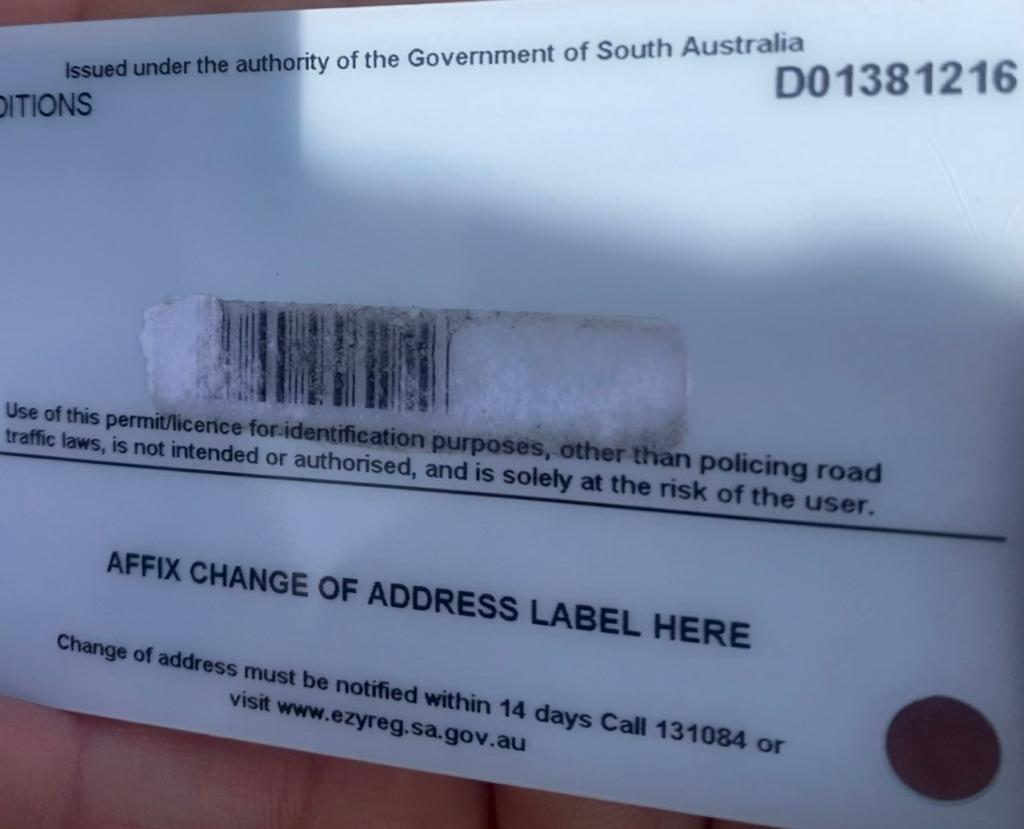 Issued under the authority of the Government of South Australia
D01381216
DITIONS
Use of this permit/licence for identification purposes, other than policing road
traffic laws, is not intended or authorised, and is solely at the risk of the user.
AFFIX CHANGE OF ADDRESS LABEL HERE
Change of address must be notified within 14 days Call 131084 or
visit www.ezyreg.sa.gov.au